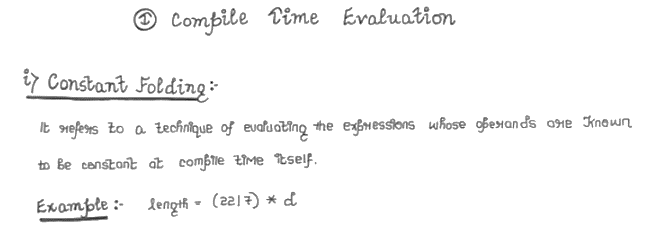 ① Compile Time Evaluation
i) Constant Folding:-
It refers to a technique of evaluating the expressions whose operands are known
to be constant at compile time itself.
Example:- length = (22/7) * d